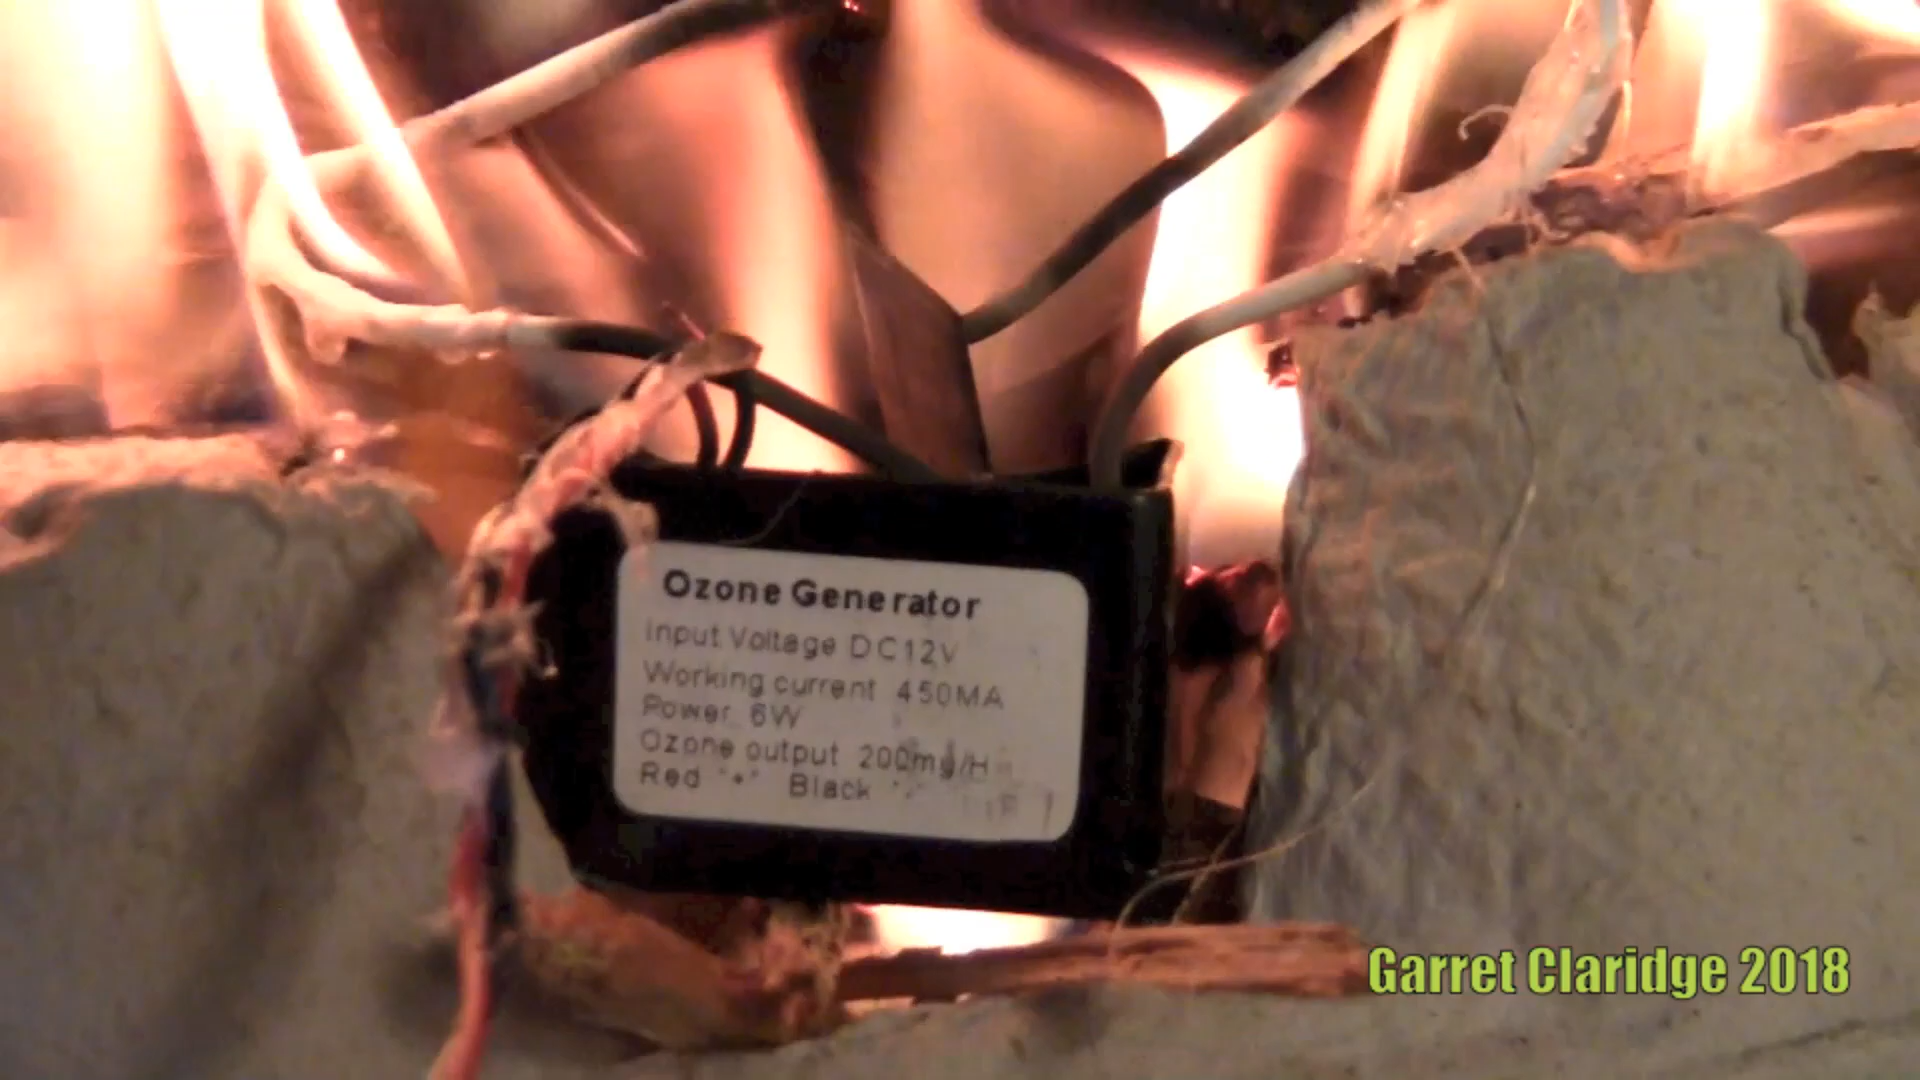 Ozone Generator
Input Voltage DC12V
Working current 450MA
Power 6W
Ozone output 200mg/H
Red "+" Black "-"
Garret Claridge 2018